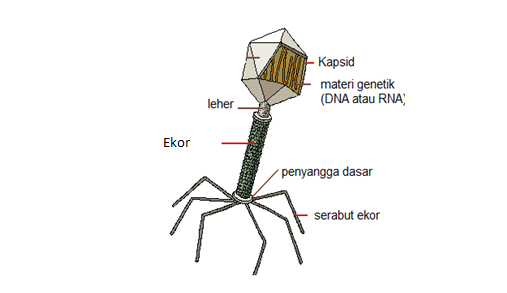 Kapsid
materi genetik
(DNA atau RNA)
leher
Ekor
penyangga dasar
serabut ekor